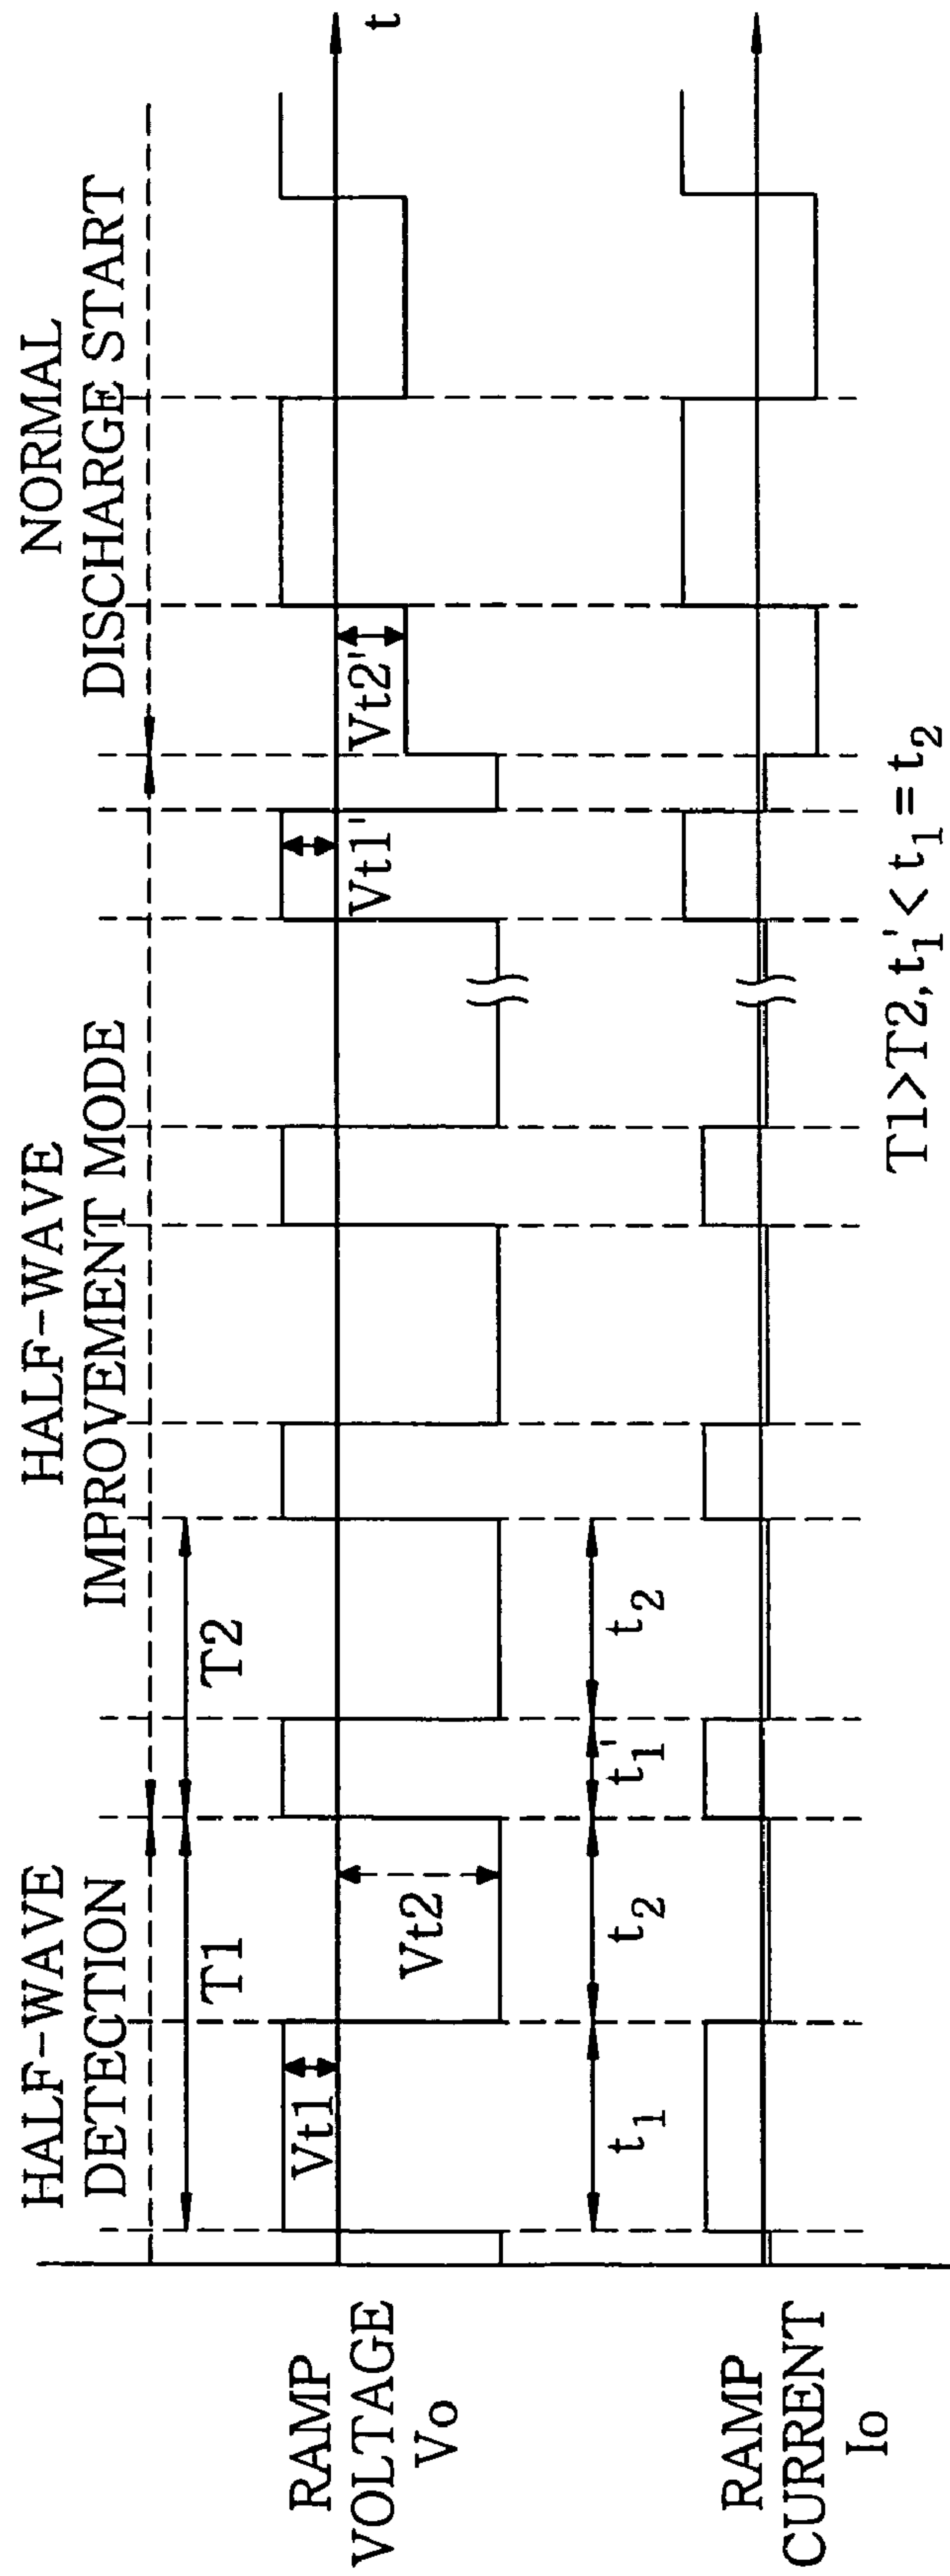 HALF-WAVE
DETECTION
HALF-WAVE
IMPROVEMENT MODE
NORMAL
DISCHARGE START
T1
T2
RAMP
VOLTAGE
Vo
Vt1
Vt2
Vt1'
Vt2'
t
t1
t2
t1'
t2
RAMP
CURRENT
Io
T1>T2, t1'< t1 = t2